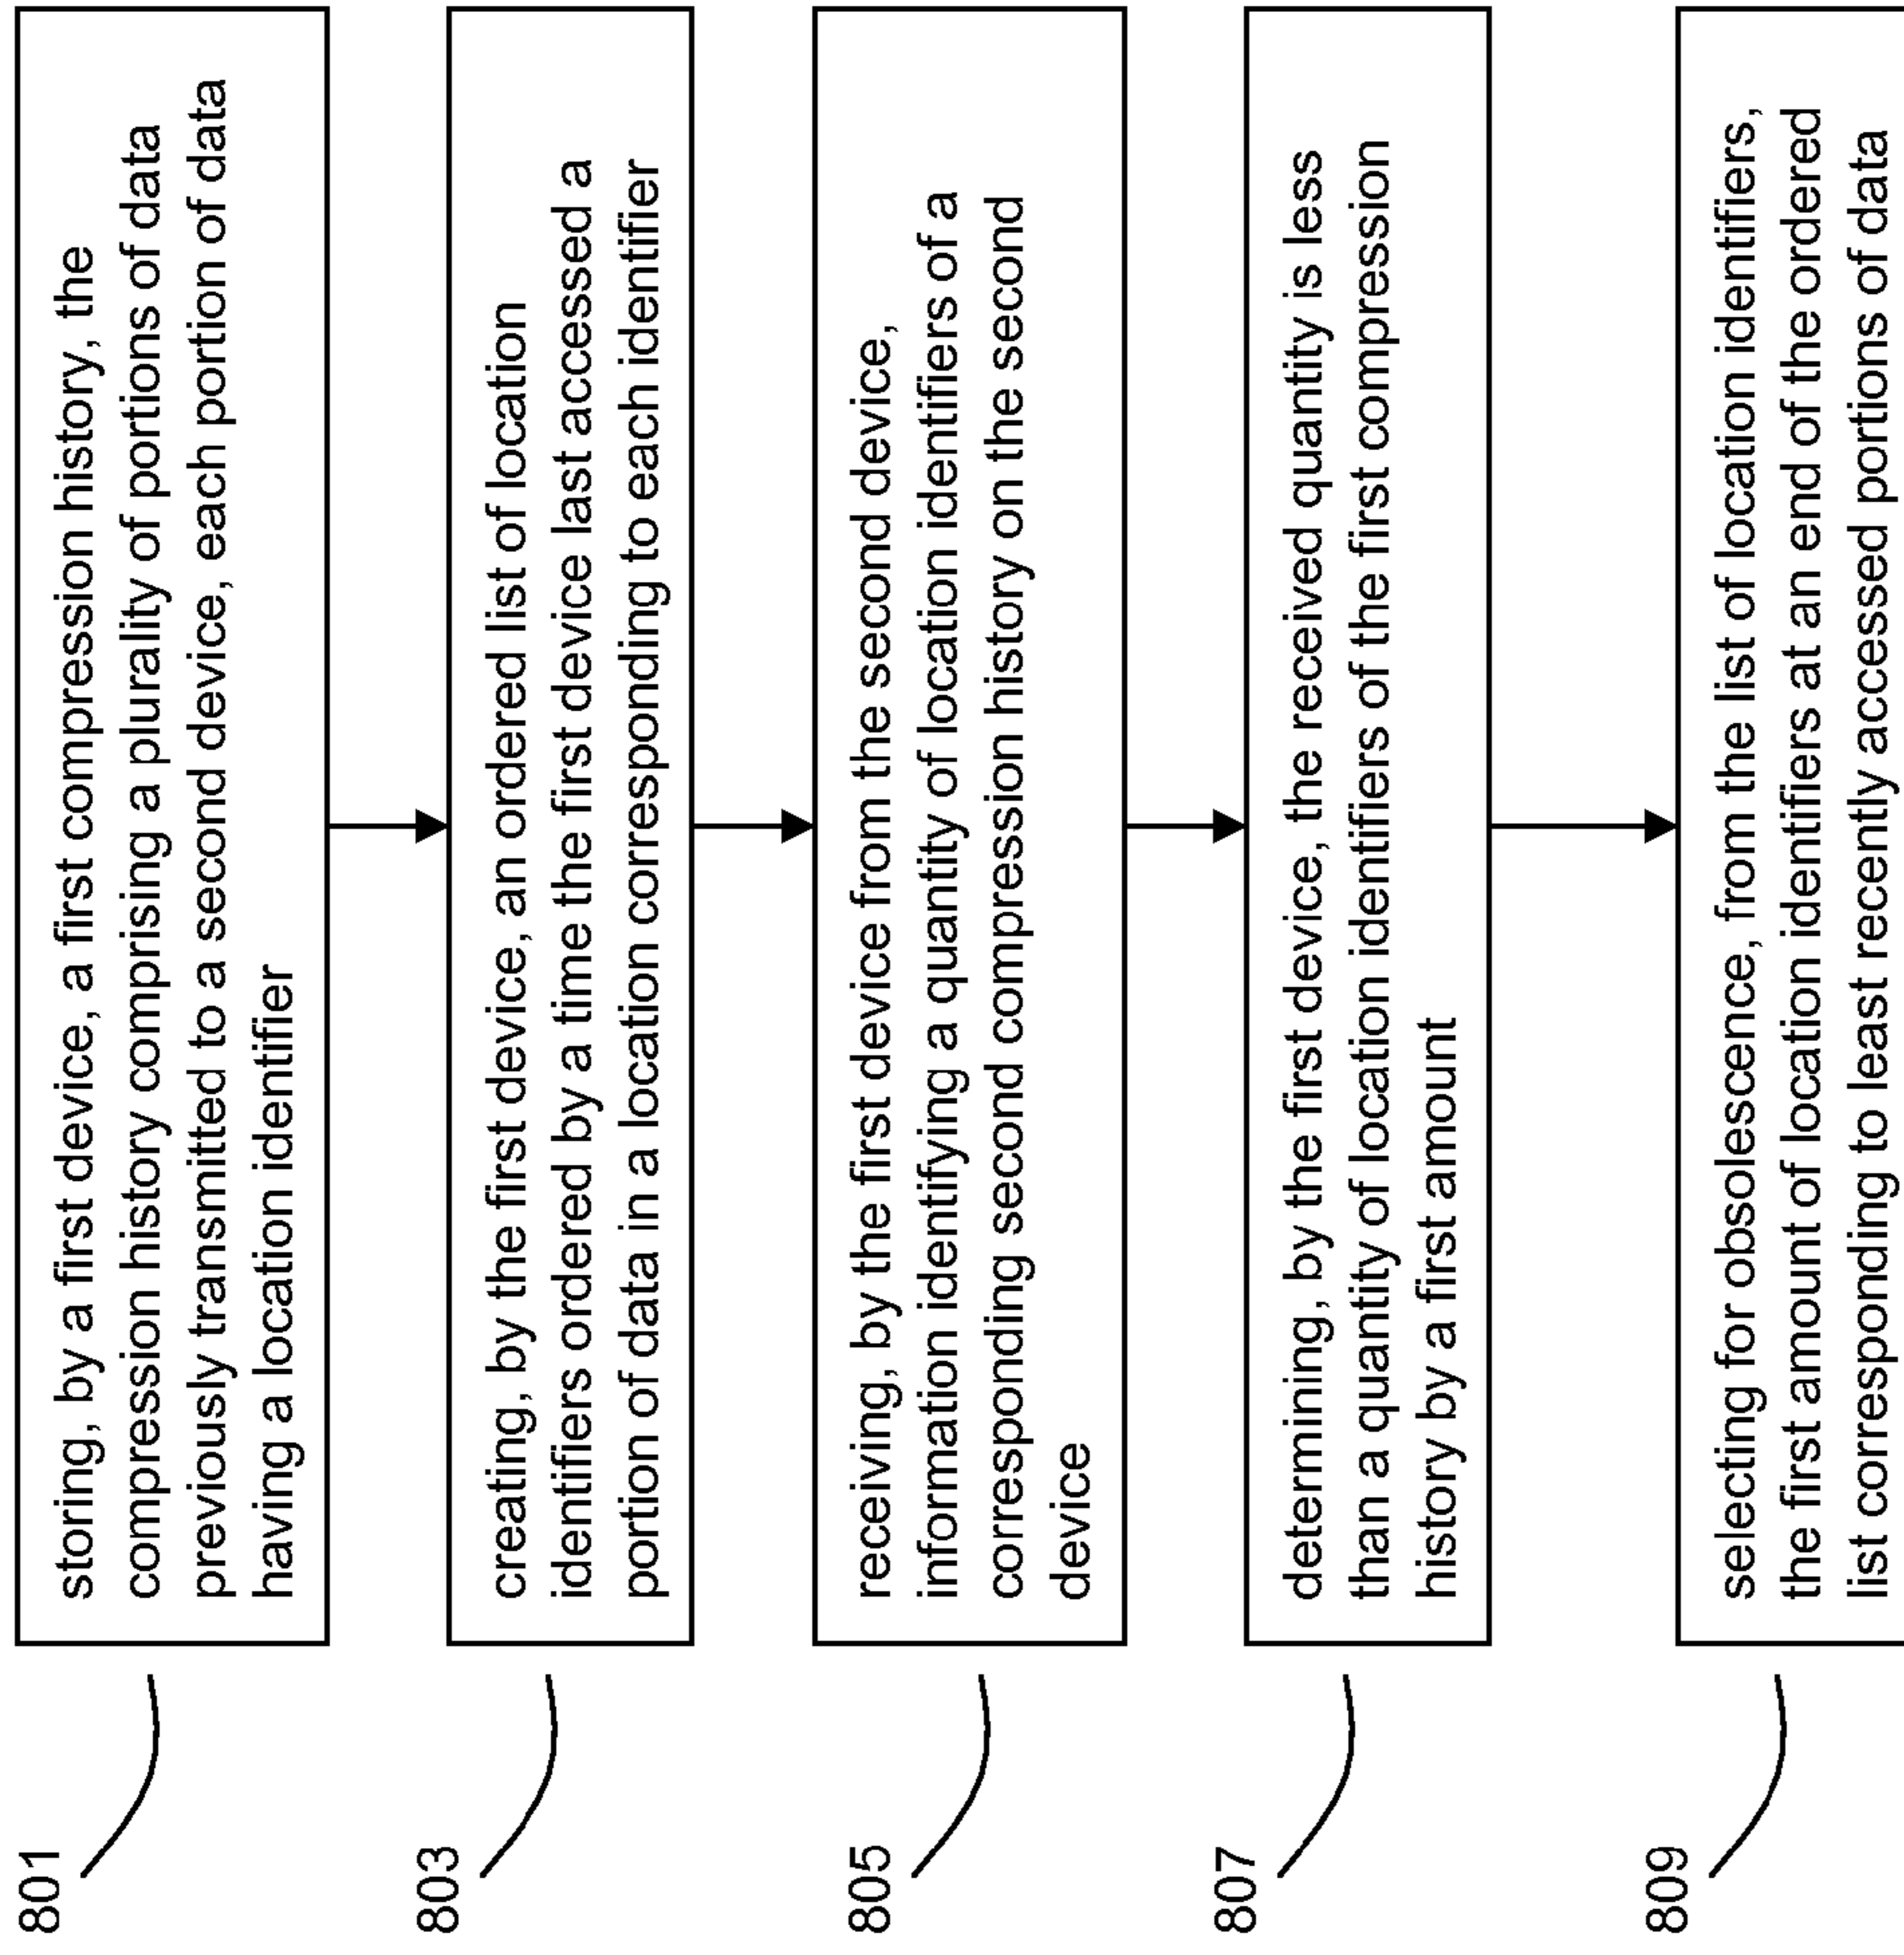 801
storing, by a first device, a first compression history, the
compression history comprising a plurality of portions of data
previously transmitted to a second device, each portion of data
having a location identifier
803
creating, by the first device, an ordered list of location
identifiers ordered by a time the first device last accessed a
portion of data in a location corresponding to each identifier
805
receiving, by the first device from the second device,
information identifying a quantity of location identifiers of a
corresponding second compression history on the second
device
807
determining, by the first device, the received quantity is less
than a quantity of location identifiers of the first compression
history by a first amount
809
selecting for obsolescence, from the list of location identifiers,
the first amount of location identifiers at an end of the ordered
list corresponding to least recently accessed portions of data